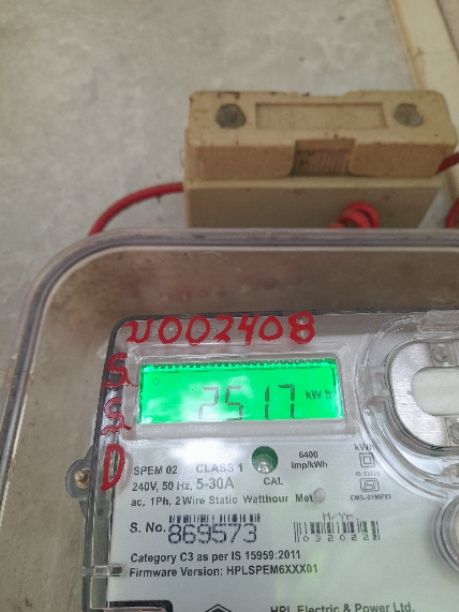 U002408
S
S
D
2517 kWh
SPEM 02 CLASS 1
CAL
6400
imp/kWh
240V, 50 Hz, 5-30A
ac, 1Ph, 2 Wire Static Watthour
M/Yr
032022
S. No. 869573
Category C3 as per IS 15959:2011
Firmware Version: HPLSPEM6XXX01
HPL Electric & Power Ltd.